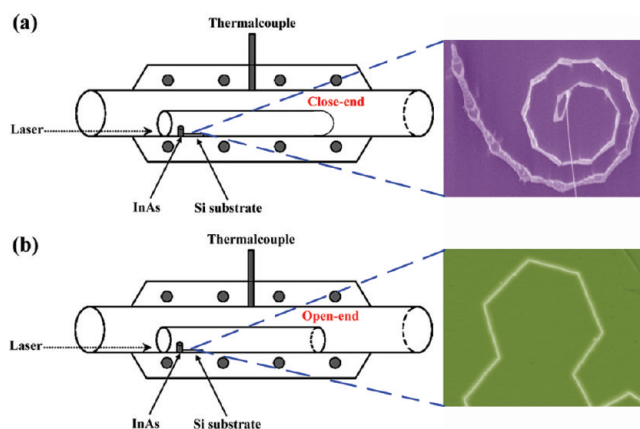 (a)
Thermalcouple
Close-end
Laser
InAs
Si substrate
(b)
Thermalcouple
Open-end
Laser
InAs
Si substrate